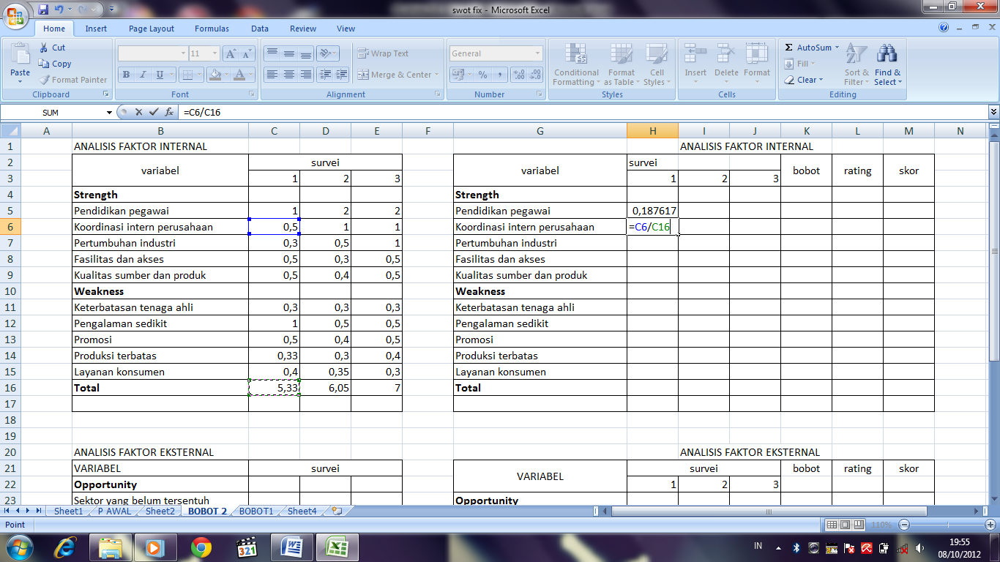 swot fix - Microsoft Excel
Home Insert Page Layout Formulas Data Review View
Paste Cut Copy Format Painter Clipboard
11 A A B I U A Font
Wrap Text Merge & Center Alignment
General % , ,00 ,0 Number
Conditional Formatting Format as Table Cell Styles Styles
Insert Delete Format Cells
Σ AutoSum Fill Clear Sort & Filter Find & Select Editing
SUM fx =C6/C16
A B C D E F G H I J K L M N
1 ANALISIS FAKTOR INTERNAL ANALISIS FAKTOR INTERNAL
2 variabel survei variabel survei bobot rating skor
3 1 2 3 1 2 3
4 Strength Strength
5 Pendidikan pegawai 1 2 2 Pendidikan pegawai 0,187617
6 Koordinasi intern perusahaan 0,5 1 1 Koordinasi intern perusahaan =C6/C16
7 Pertumbuhan industri 0,3 0,5 1 Pertumbuhan industri
8 Fasilitas dan akses 0,5 0,3 0,5 Fasilitas dan akses
9 Kualitas sumber dan produk 0,5 0,4 0,5 Kualitas sumber dan produk
10 Weakness Weakness
11 Keterbatasan tenaga ahli 0,3 0,3 0,3 Keterbatasan tenaga ahli
12 Pengalaman sedikit 1 0,5 0,5 Pengalaman sedikit
13 Promosi 0,5 0,4 0,5 Promosi
14 Produksi terbatas 0,33 0,3 0,4 Produksi terbatas
15 Layanan konsumen 0,4 0,35 0,3 Layanan konsumen
16 Total 5,33 6,05 7 Total
17
18
19
20 ANALISIS FAKTOR EKSTERNAL ANALISIS FAKTOR EKSTERNAL
21 VARIABEL survei VARIABEL survei bobot rating skor
22 Opportunity 1 2 3
23 Sektor yang belum tersentuh Opportunity
Sheet1 P AWAL Sheet2 BOBOT 2 BOBOT1 Sheet4
Point 110%
321 IN 19:55
08/10/2012